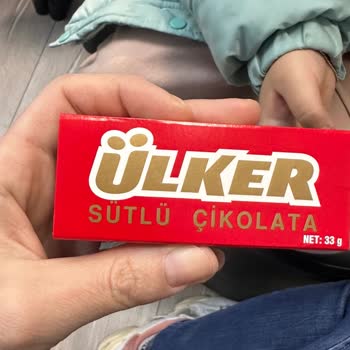 ÜLKER
SÜTLÜ ÇİKOLATA
NET: 33 g